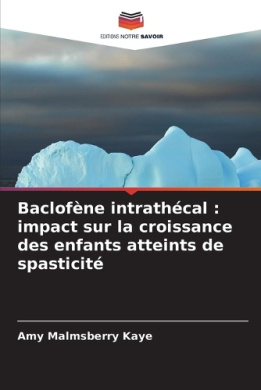 EDITIONS NOTRE SAVOIR
Baclofène intrathécal :
impact sur la croissance
des enfants atteints de
spasticité
Amy Malmsberry Kaye